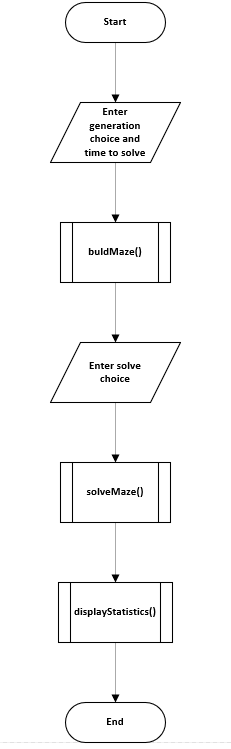 Start
Enter
generation
choice and
time to solve
buldMaze()
Enter solve
choice
solveMaze()
displayStatistics()
End